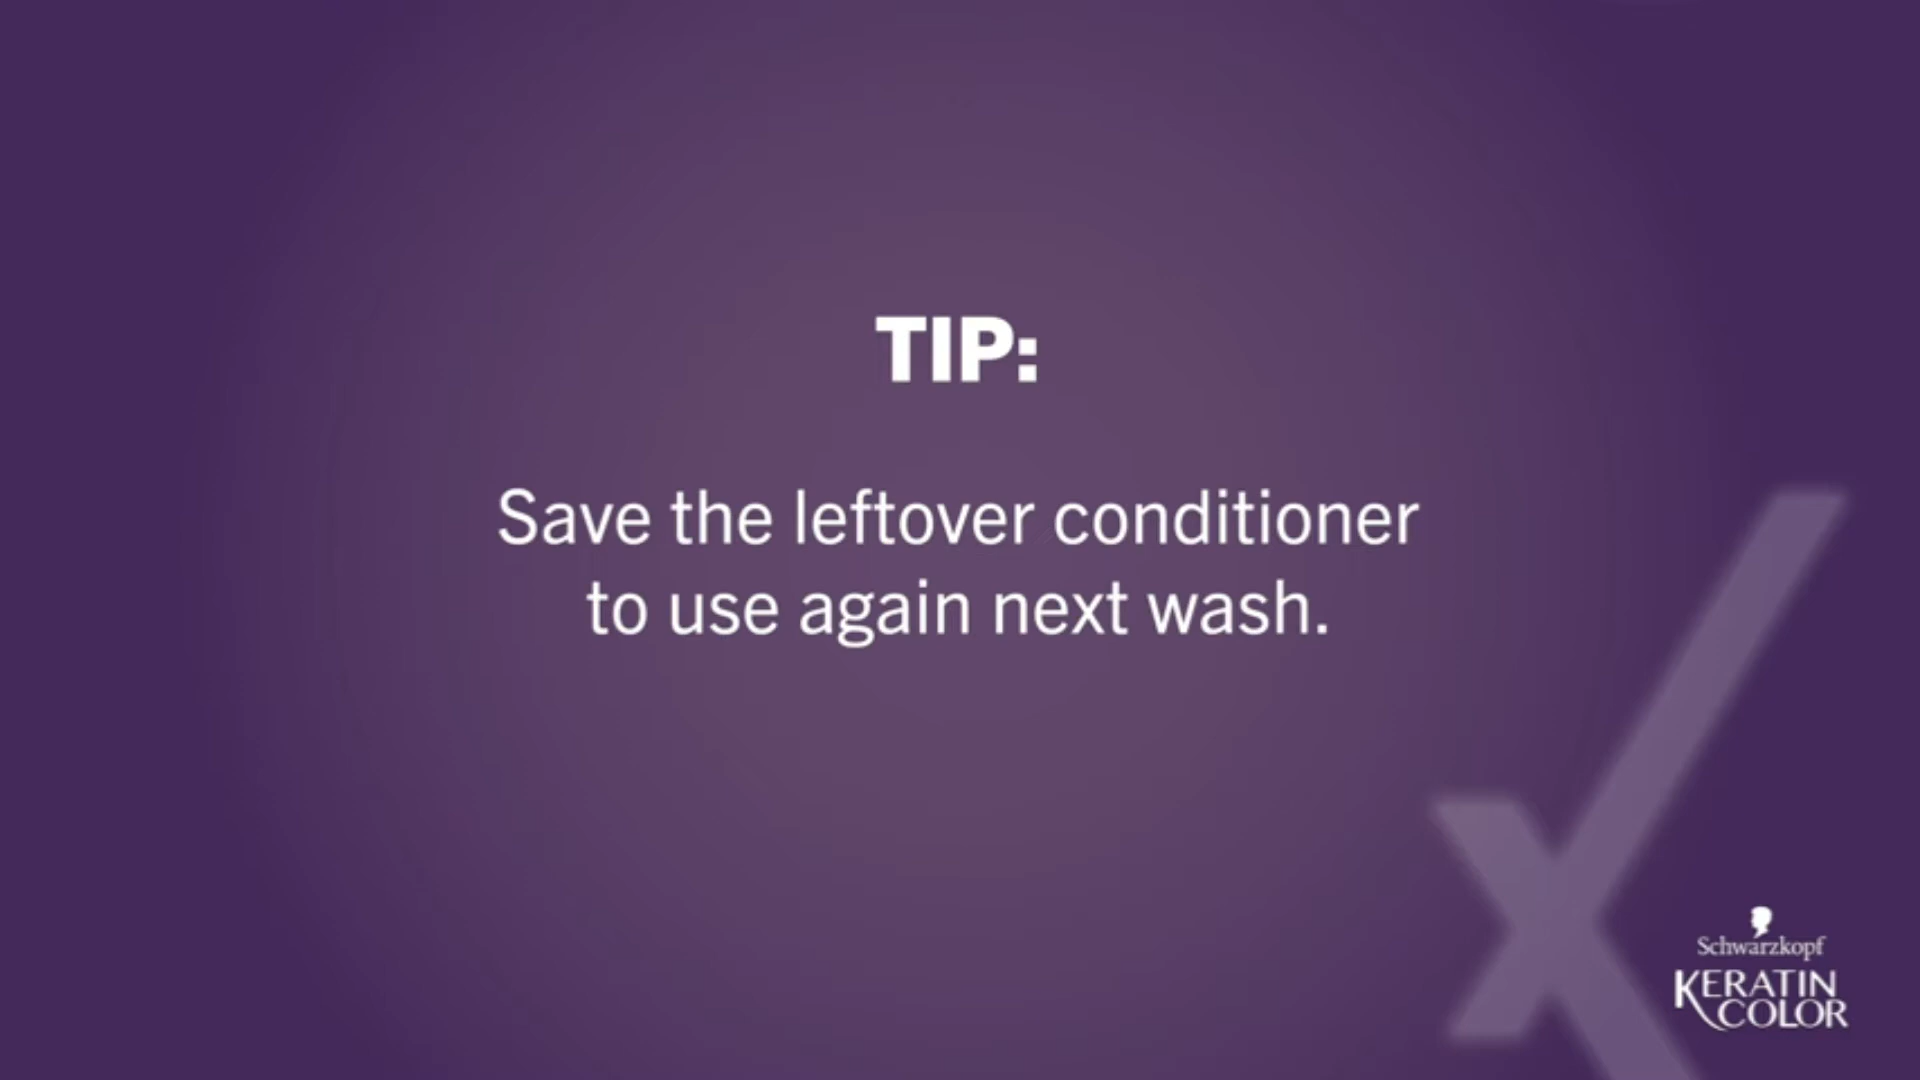 TIP:
Save the leftover conditioner
to use again next wash.
Schwarzkopf
KERATIN
COLOR